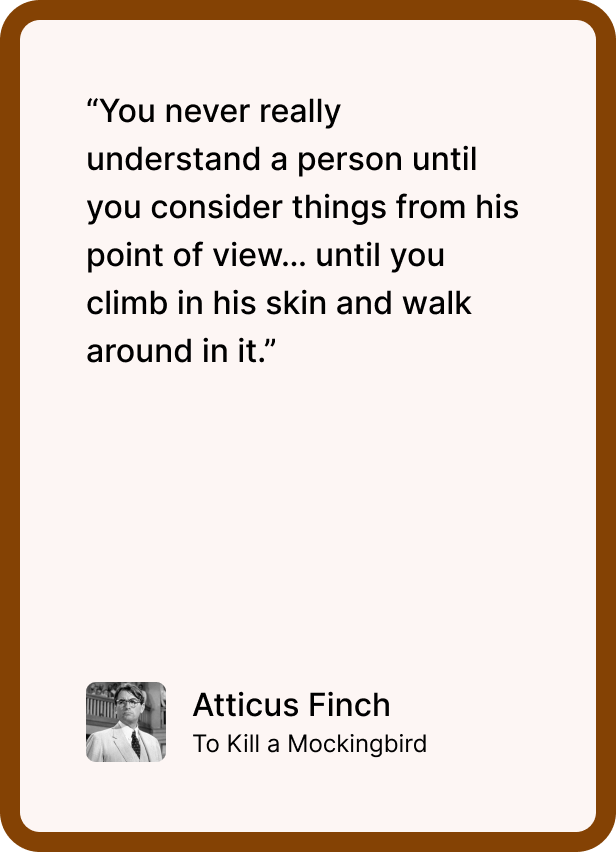 “You never really
understand a person until
you consider things from his
point of view... until you
climb in his skin and walk
around in it.”
Atticus Finch
To Kill a Mockingbird